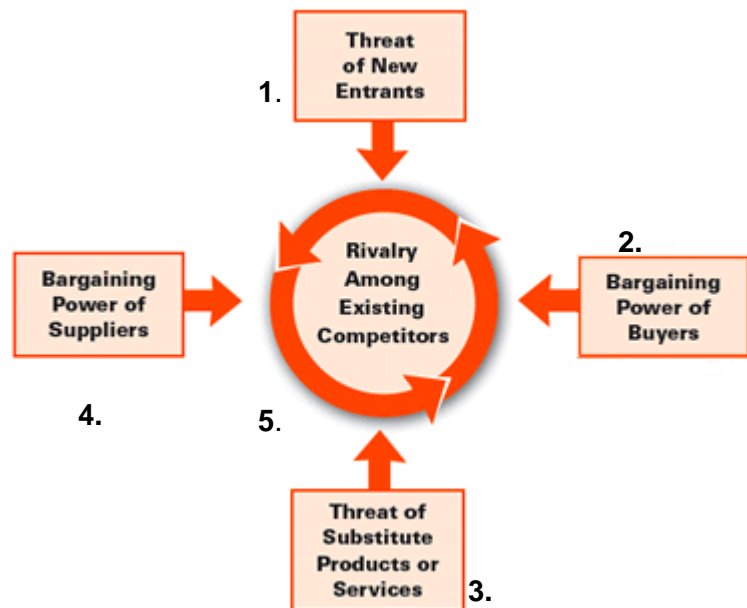 Threat
of New
Entrants
1.
2.
Rivalry
Among
Existing
Competitors
Bargaining
Power of
Suppliers
Bargaining
Power of
Buyers
4.
5.
Threat of
Substitute
Products or
Services
3.